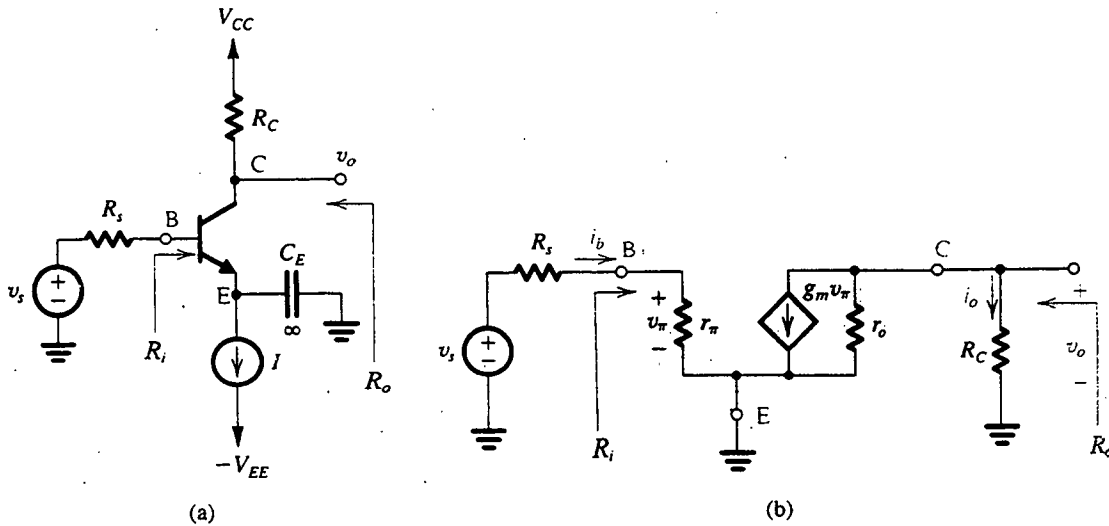 V_CC
R_C
C
v_o
R_s
B
C_E
v_s
+
−
E
∞
R_i
I
R_o
−V_EE
(a)
R_s
i_b
B
C
+
v_π
−
r_π
g_m v_π
r_o
i_o
R_C
+
v_o
−
v_s
+
−
E
R_i
(b)